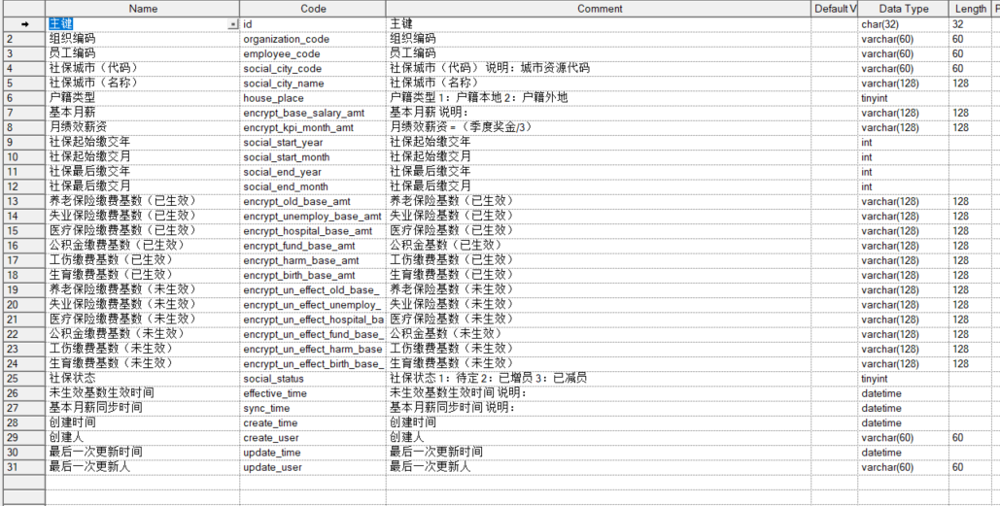 Name Code Comment Default V Data Type Length P
主键 id 主键 char(32) 32
2 组织编码 organization_code 组织编码 varchar(60) 60
3 员工编码 employee_code 员工编码 varchar(60) 60
4 社保城市（代码） social_city_code 社保城市（代码） 说明：城市资源代码 varchar(60) 60
5 社保城市（名称） social_city_name 社保城市（名称） varchar(128) 128
6 户籍类型 house_place 户籍类型 1：户籍本地 2：户籍外地 tinyint
7 基本月薪 encrypt_base_salary_amt 基本月薪 说明： varchar(128) 128
8 月绩效薪资 encrypt_kpi_month_amt 月绩效薪资 = （季度奖金/3） varchar(128) 128
9 社保起始缴交年 social_start_year 社保起始缴交年 int
10 社保起始缴交月 social_start_month 社保起始缴交月 int
11 社保最后缴交年 social_end_year 社保最后缴交年 int
12 社保最后缴交月 social_end_month 社保最后缴交月 int
13 养老保险缴费基数（已生效） encrypt_old_base_amt 养老保险基数（已生效） varchar(128) 128
14 失业保险缴费基数（已生效） encrypt_unemploy_base_amt 失业保险基数（已生效） varchar(128) 128
15 医疗保险缴费基数（已生效） encrypt_hospital_base_amt 医疗保险基数（已生效） varchar(128) 128
16 公积金缴费基数（已生效） encrypt_fund_base_amt 公积金基数（已生效） varchar(128) 128
17 工伤缴费基数（已生效） encrypt_harm_base_amt 工伤缴费基数（已生效） varchar(128) 128
18 生育缴费基数（已生效） encrypt_birth_base_amt 生育缴费基数（已生效） varchar(128) 128
19 养老保险缴费基数（未生效） encrypt_un_effect_old_base_ 养老保险基数（未生效） varchar(128) 128
20 失业保险缴费基数（未生效） encrypt_un_effect_unemploy_ 失业保险基数（未生效） varchar(128) 128
21 医疗保险缴费基数（未生效） encrypt_un_effect_hospital_ba 医疗保险基数（未生效） varchar(128) 128
22 公积金缴费基数（未生效） encrypt_un_effect_fund_base_ 公积金基数（未生效） varchar(128) 128
23 工伤缴费基数（未生效） encrypt_un_effect_harm_base 工伤缴费基数（未生效） varchar(128) 128
24 生育缴费基数（未生效） encrypt_un_effect_birth_base_ 生育缴费基数（未生效） varchar(128) 128
25 社保状态 social_status 社保状态 1：待定 2：已增员 3：已减员 tinyint
26 未生效基数生效时间 effective_time 未生效基数生效时间 说明： datetime
27 基本月薪同步时间 sync_time 基本月薪同步时间 说明： datetime
28 创建时间 create_time 创建时间 datetime
29 创建人 create_user 创建人 varchar(60) 60
30 最后一次更新时间 update_time 最后一次更新时间 datetime
31 最后一次更新人 update_user 最后一次更新人 varchar(60) 60